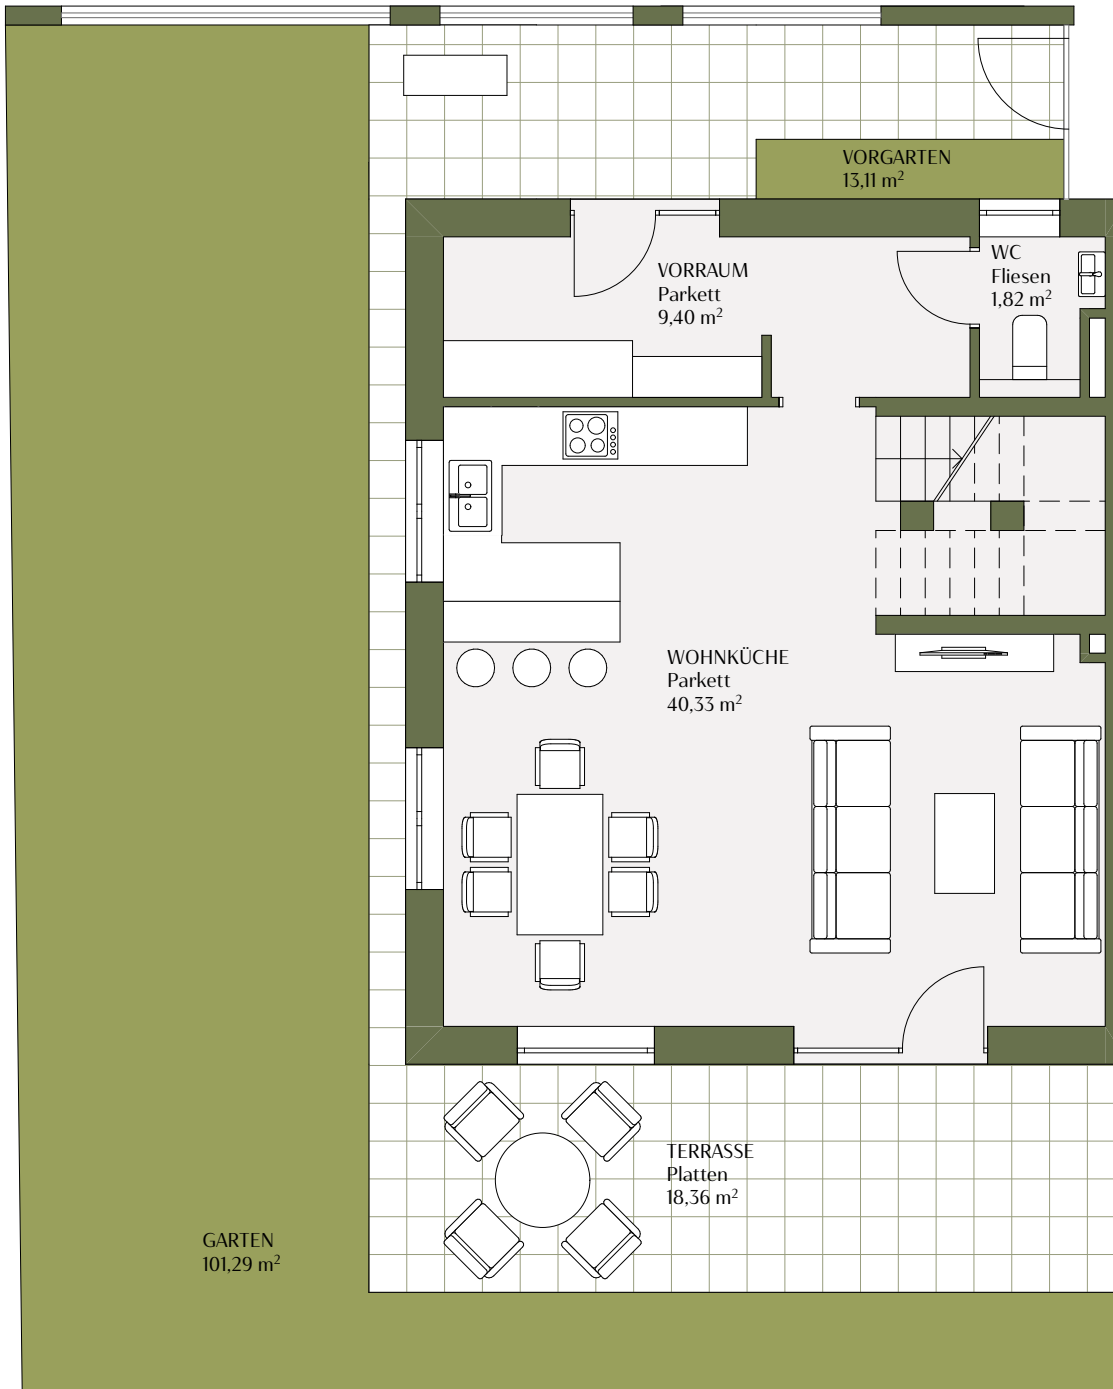 VORGARTEN
13,11 m²
WC
Fliesen
1,82 m²
VORRAUM
Parkett
9,40 m²
WOHNKÜCHE
Parkett
40,33 m²
TERRASSE
Platten
18,36 m²
GARTEN
101,29 m²